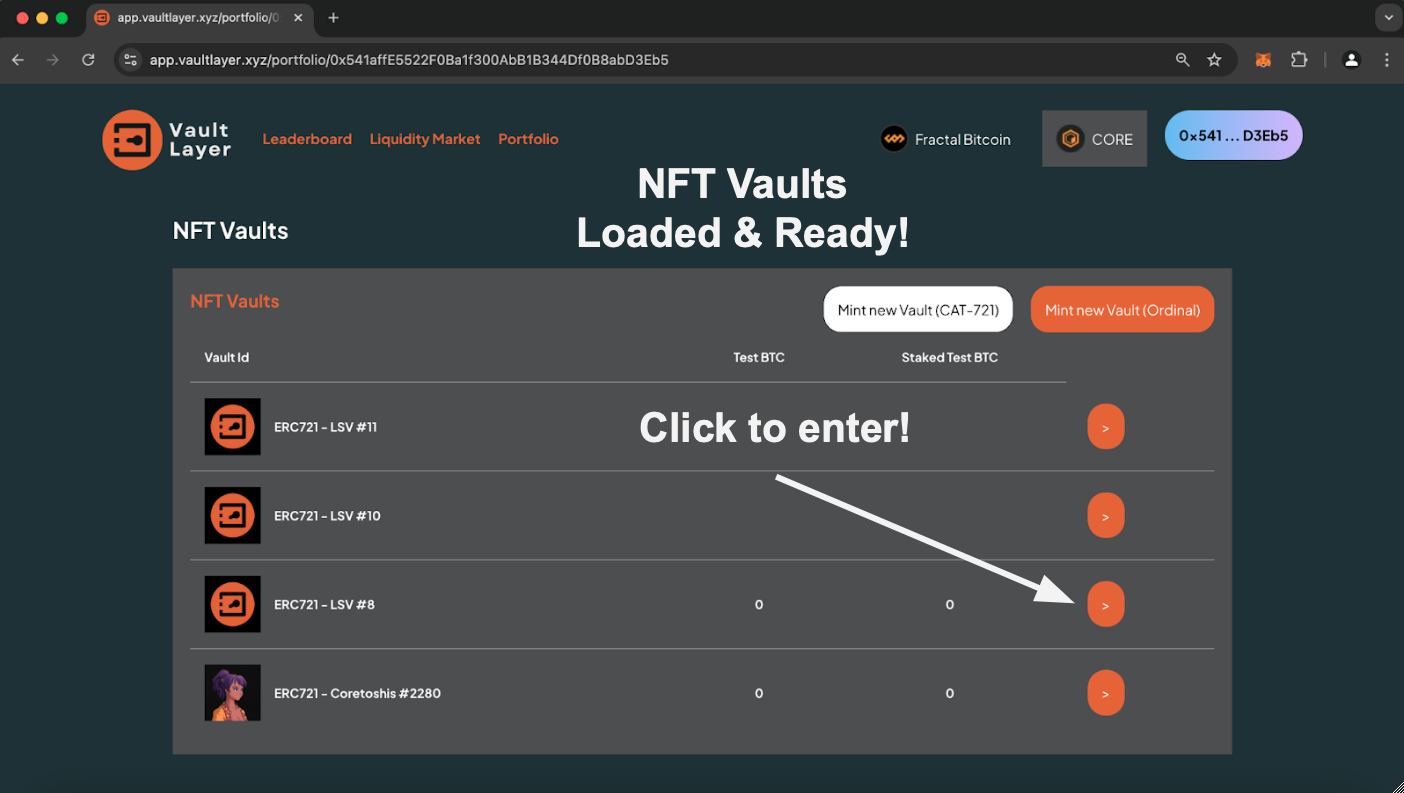 app.vaultlayer.xyz/portfolio/0
app.vaultlayer.xyz/portfolio/0x541affE5522F0Ba1f300AbB1B344Df0B8abD3Eb5
Vault
Layer
Leaderboard Liquidity Market Portfolio
Fractal Bitcoin
CORE
0x541 ... D3Eb5
NFT Vaults
Loaded & Ready!
NFT Vaults
NFT Vaults
Mint new Vault (CAT-721)
Mint new Vault (Ordinal)
Vault Id Test BTC Staked Test BTC
ERC721 - LSV #11 >
Click to enter!
ERC721 - LSV #10 >
ERC721 - LSV #8 0 0 >
ERC721 - Coretoshis #2280 0 0 >